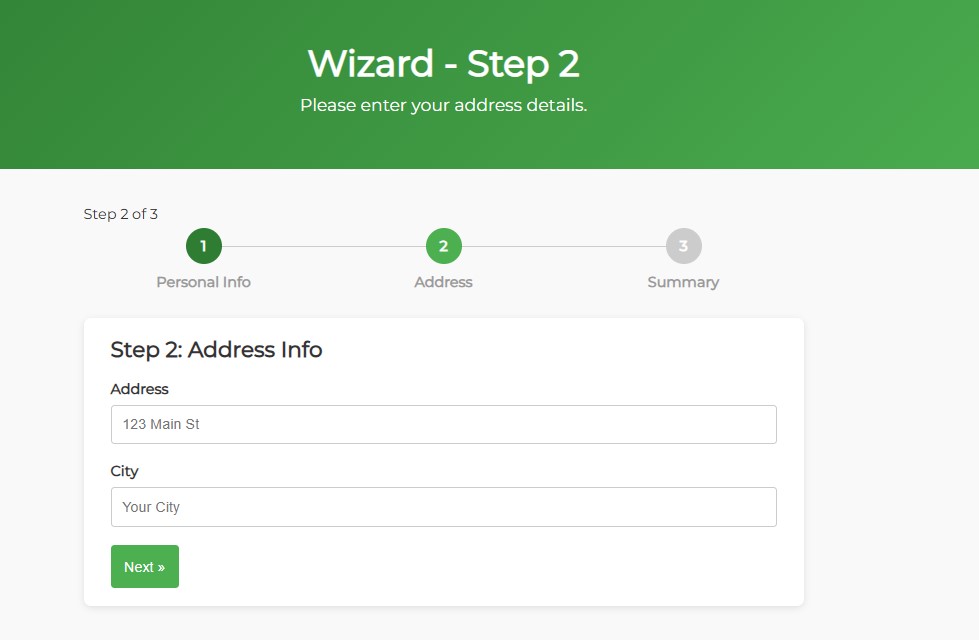 Wizard - Step 2
Please enter your address details.
Step 2 of 3
1 2 3
Personal Info Address Summary
Step 2: Address Info
Address
123 Main St
City
Your City
Next »